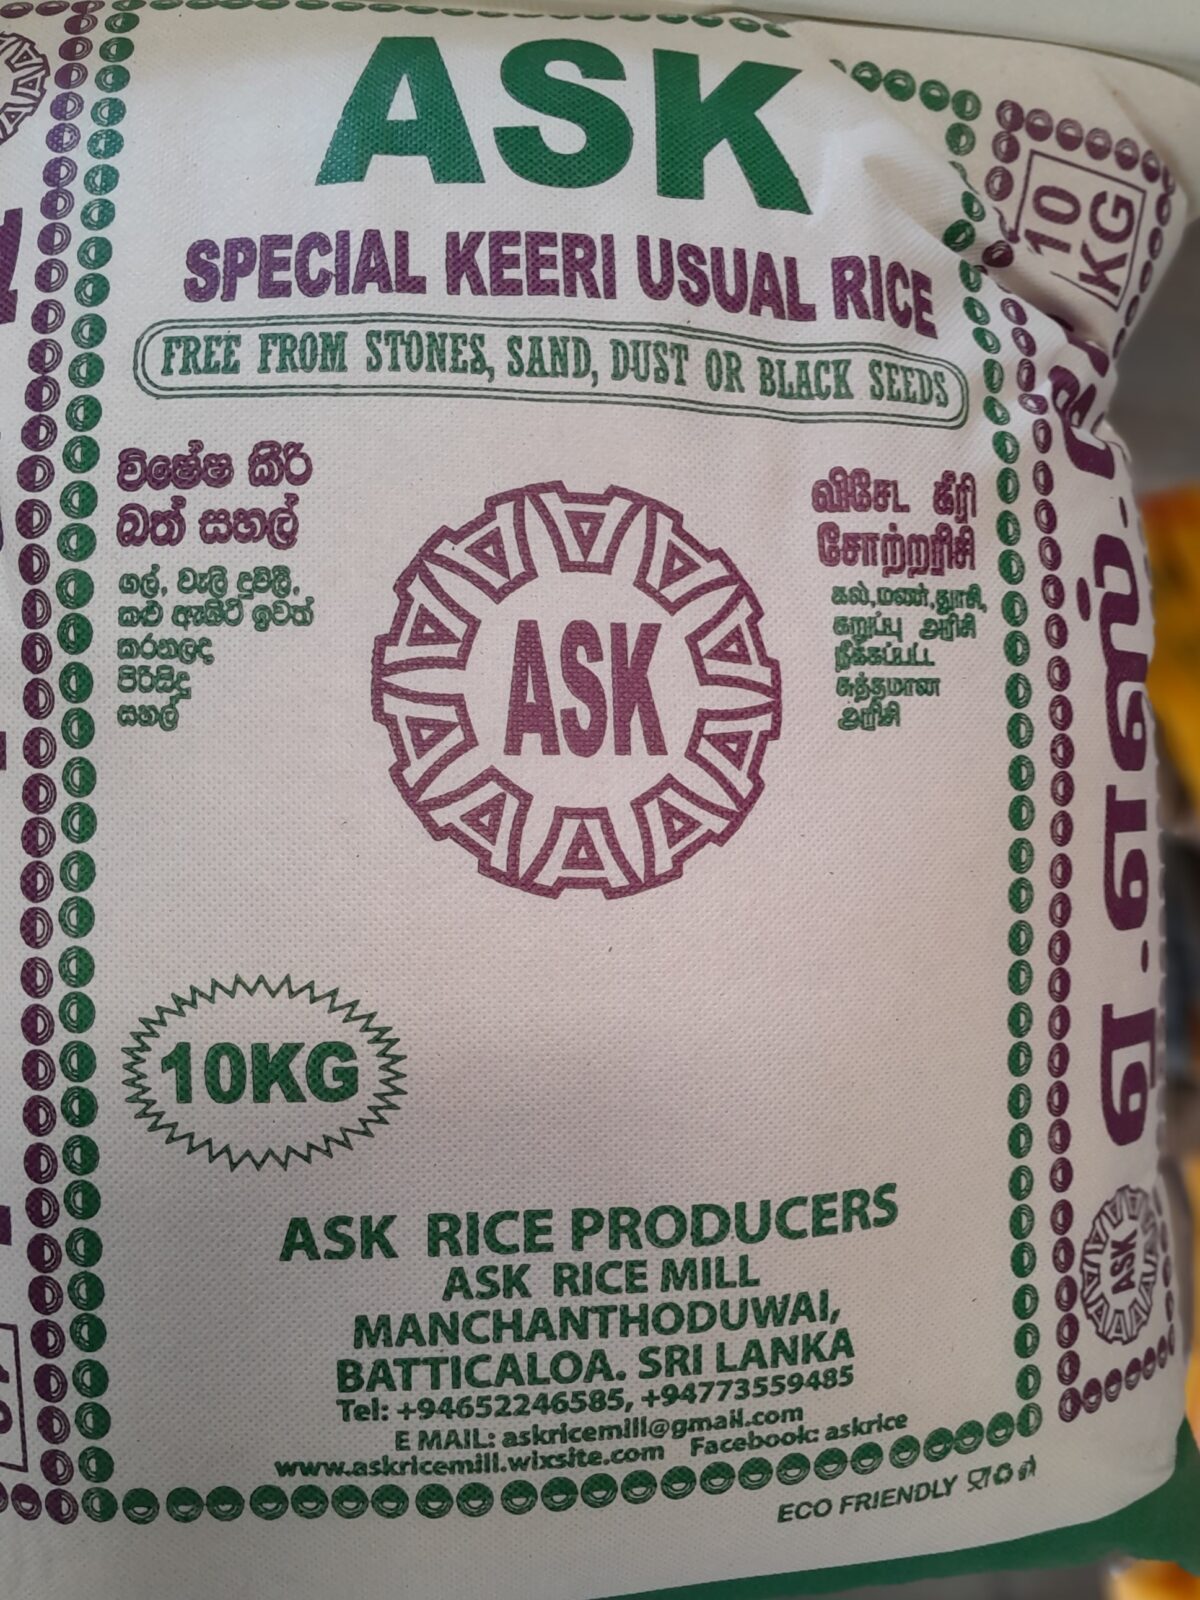 ASK
SPECIAL KEERI USUAL RICE
FREE FROM STONES, SAND, DUST OR BLACK SEEDS
10
KG
විශේෂ කීරි
බත් සහල්
ගල්, වැලි දූවිලි,
කළු ඇබිටි ඉවත්
කරනලද
පිරිසිදු
සහල්
விசேட கீரி
சோற்றரிசி
கல்,மண்,தூசி,
கறுப்பு அரிசி
நீக்கப்பட்ட
சுத்தமான
அரிசி
ASK
10KG
ASK RICE PRODUCERS
ASK RICE MILL
MANCHANTHODUWAI,
BATTICALOA. SRI LANKA
Tel: +94652246585, +94773559485
E MAIL: askricemill@gmail.com
www.askricemill.wixsite.com Facebook: askrice
ECO FRIENDLY
ASK